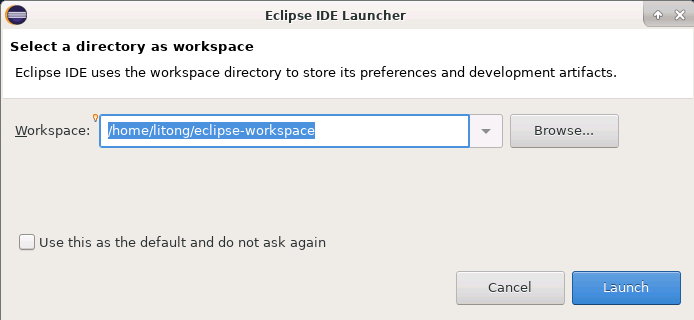 Eclipse IDE Launcher
Select a directory as workspace
Eclipse IDE uses the workspace directory to store its preferences and development artifacts.
Workspace: /home/litong/eclipse-workspace Browse...
Use this as the default and do not ask again
Cancel Launch